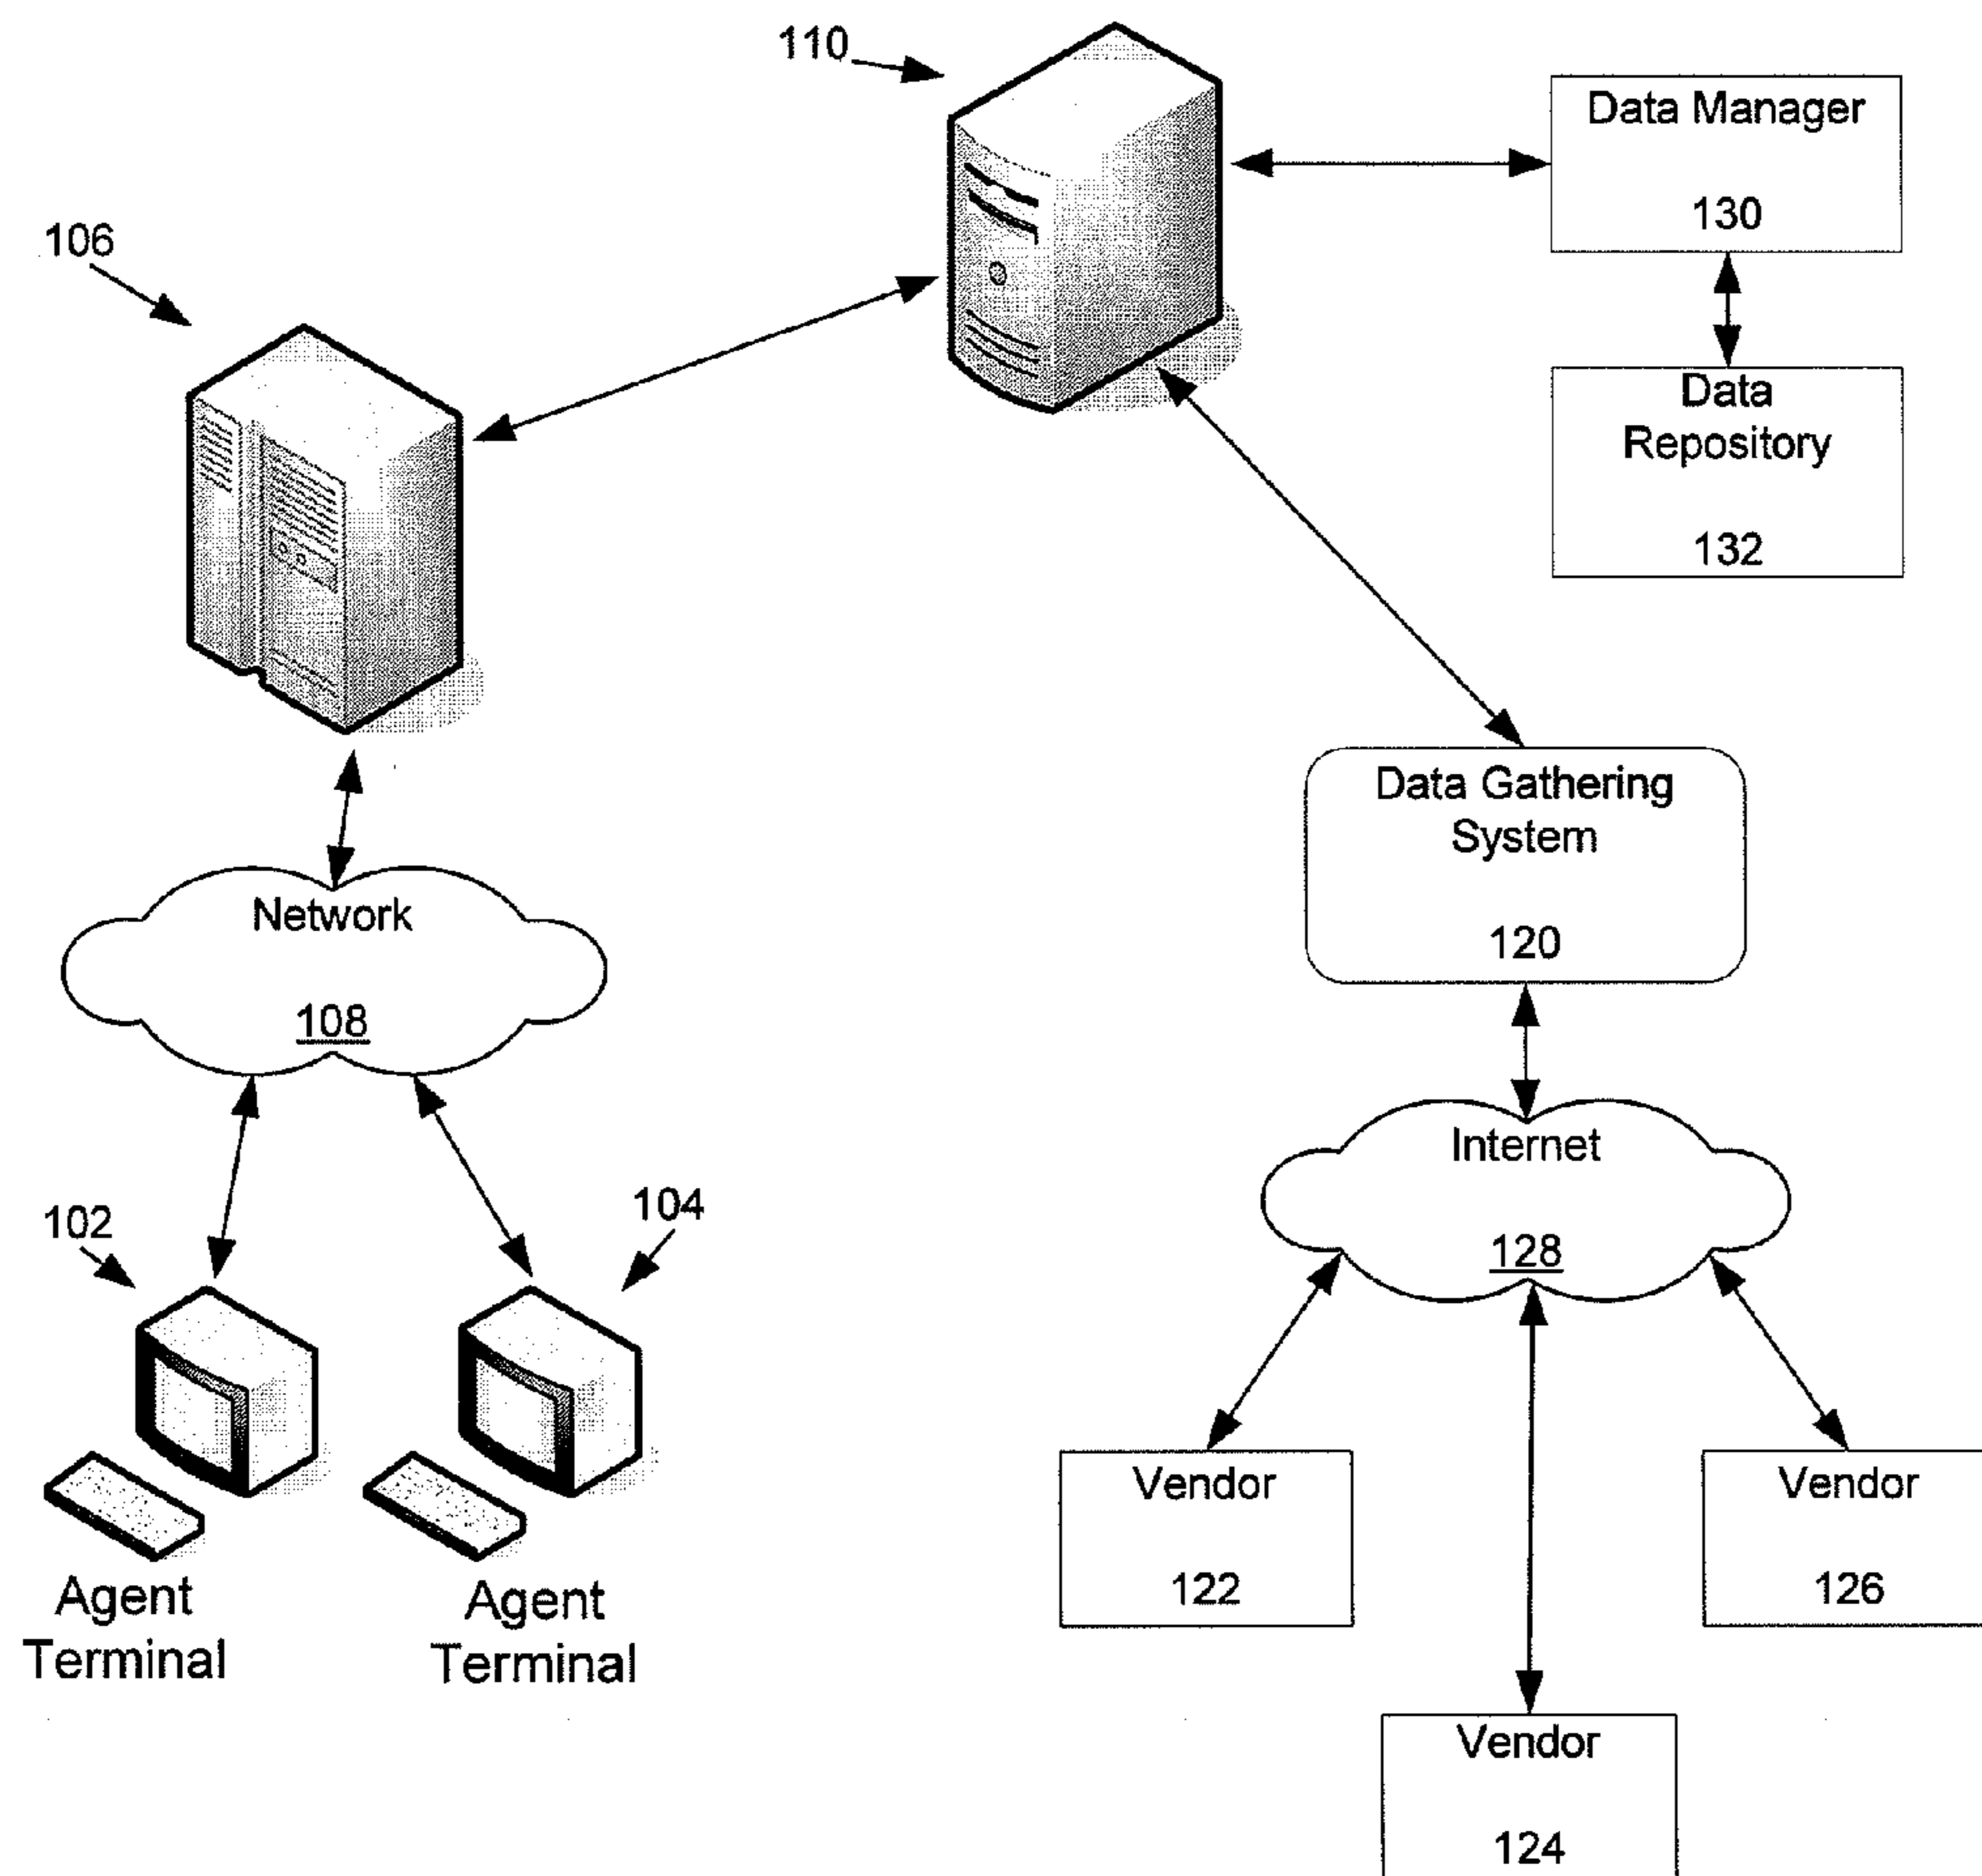 110
Data Manager
130
106
Data
Repository
132
Data Gathering
System
120
Network
108
Internet
128
102
104
Vendor
122
Vendor
126
Agent
Terminal
Agent
Terminal
Vendor
124